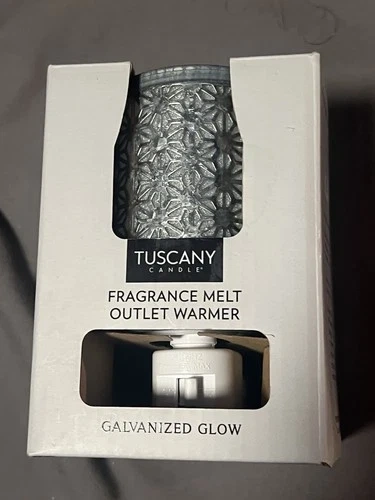 TUSCANY
CANDLE®
FRAGRANCE MELT
OUTLET WARMER
GALVANIZED GLOW